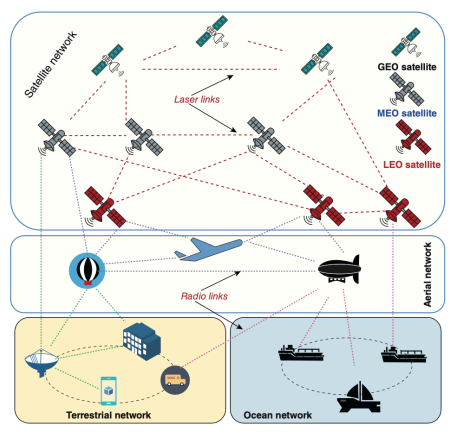 Satellite network
GEO satellite
Laser links
MEO satellite
LEO satellite
Aerial network
Radio links
Terrestrial network
Ocean network